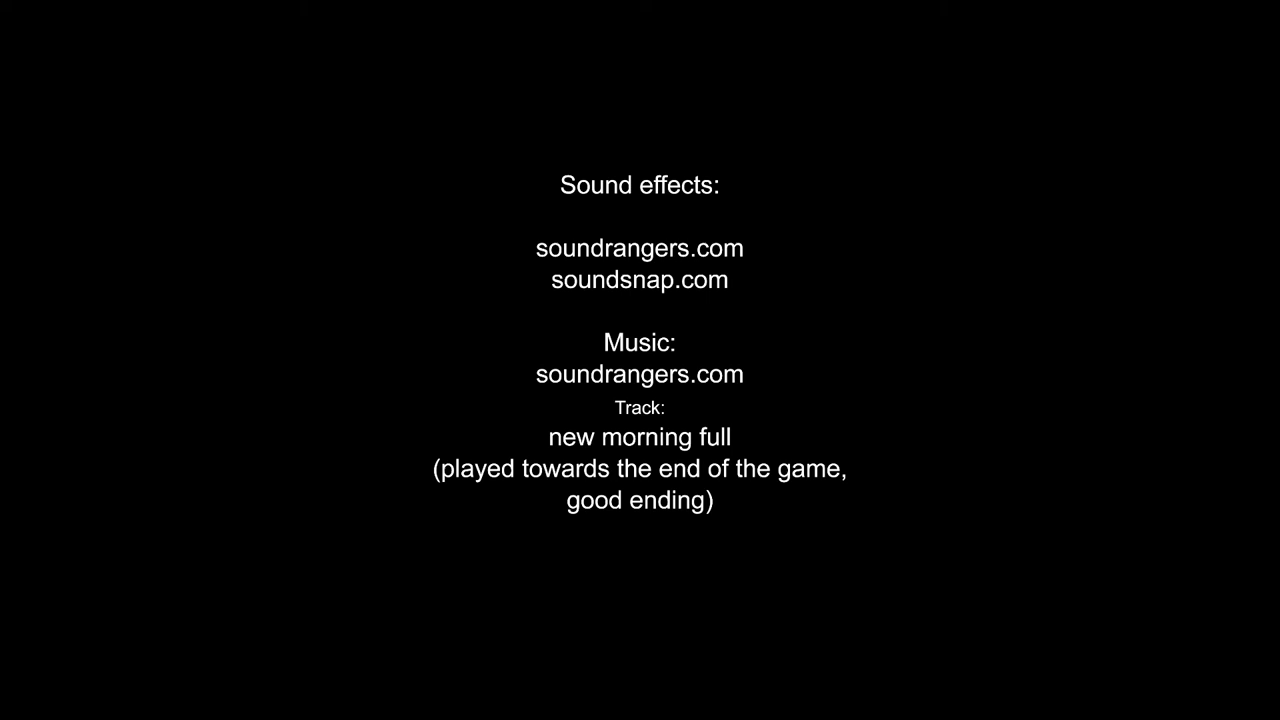 Sound effects:
soundrangers.com
soundsnap.com
Music:
soundrangers.com
Track:
new morning full
(played towards the end of the game,
good ending)